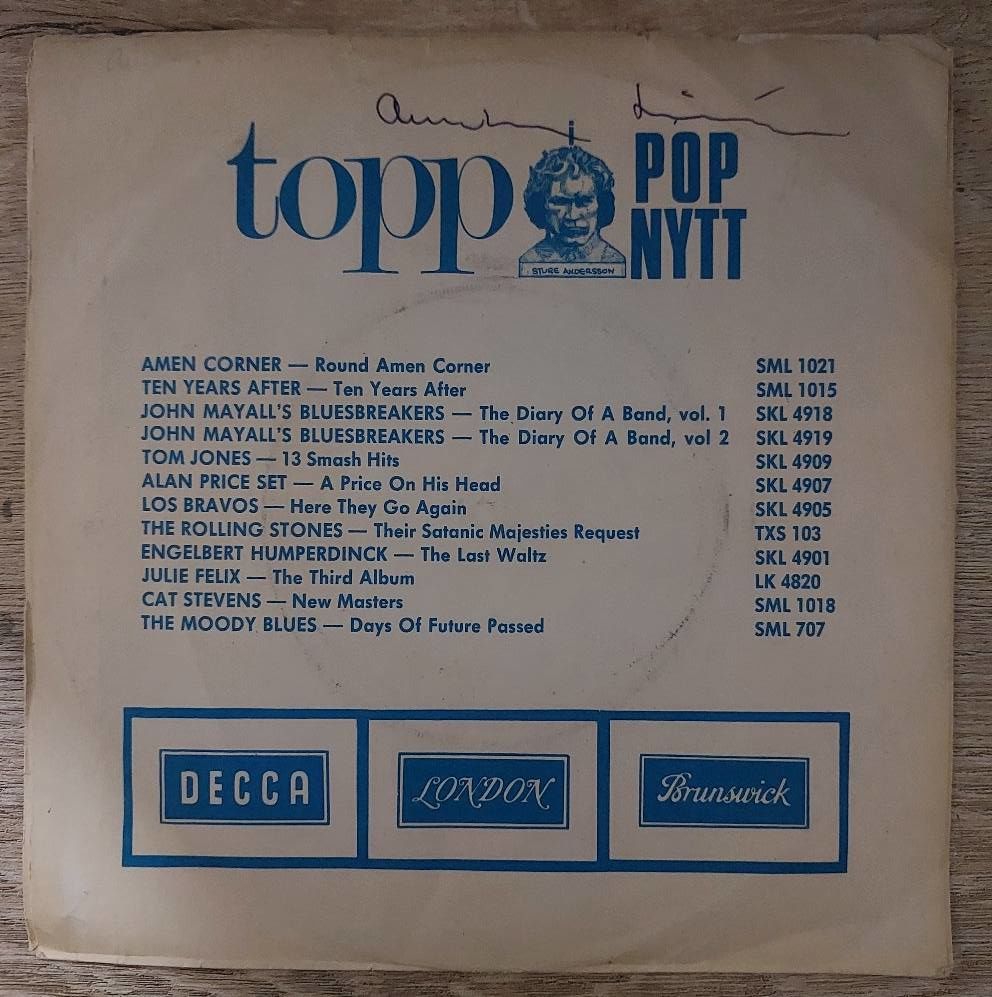 topp i POP
NYTT
STURE ANDERSSON
AMEN CORNER — Round Amen Corner SML 1021
TEN YEARS AFTER — Ten Years After SML 1015
JOHN MAYALL'S BLUESBREAKERS — The Diary Of A Band, vol. 1 SKL 4918
JOHN MAYALL'S BLUESBREAKERS — The Diary Of A Band, vol 2 SKL 4919
TOM JONES — 13 Smash Hits SKL 4909
ALAN PRICE SET — A Price On His Head SKL 4907
LOS BRAVOS — Here They Go Again SKL 4905
THE ROLLING STONES — Their Satanic Majesties Request TXS 103
ENGELBERT HUMPERDINCK — The Last Waltz SKL 4901
JULIE FELIX — The Third Album LK 4820
CAT STEVENS — New Masters SML 1018
THE MOODY BLUES — Days Of Future Passed SML 707
DECCA LONDON Brunswick